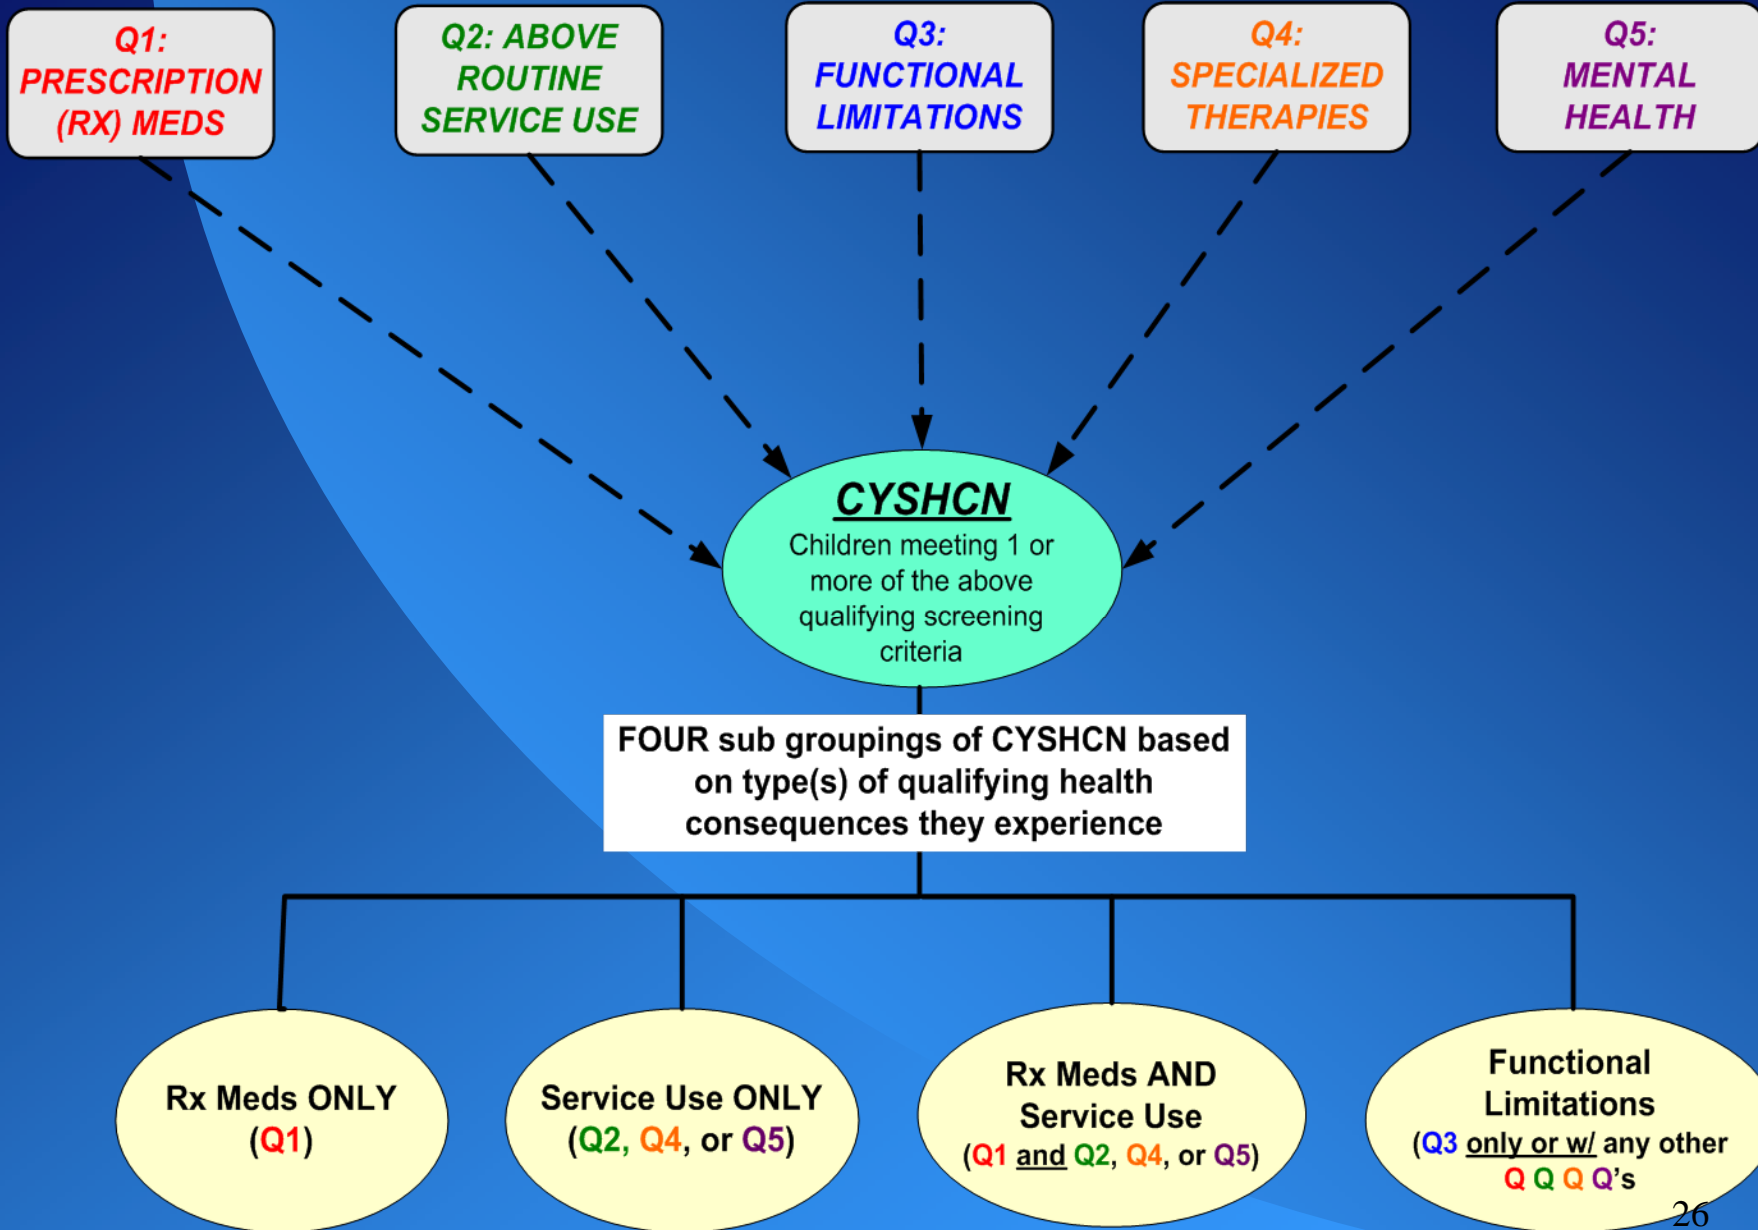 Q1:
PRESCRIPTION
(RX) MEDS
Q2: ABOVE
ROUTINE
SERVICE USE
Q3:
FUNCTIONAL
LIMITATIONS
Q4:
SPECIALIZED
THERAPIES
Q5:
MENTAL
HEALTH
CYSHCN
Children meeting 1 or
more of the above
qualifying screening
criteria
FOUR sub groupings of CYSHCN based
on type(s) of qualifying health
consequences they experience
Rx Meds ONLY
(Q1)
Service Use ONLY
(Q2, Q4, or Q5)
Rx Meds AND
Service Use
(Q1 and Q2, Q4, or Q5)
Functional
Limitations
(Q3 only or w/ any other
Q Q Q Q's
26